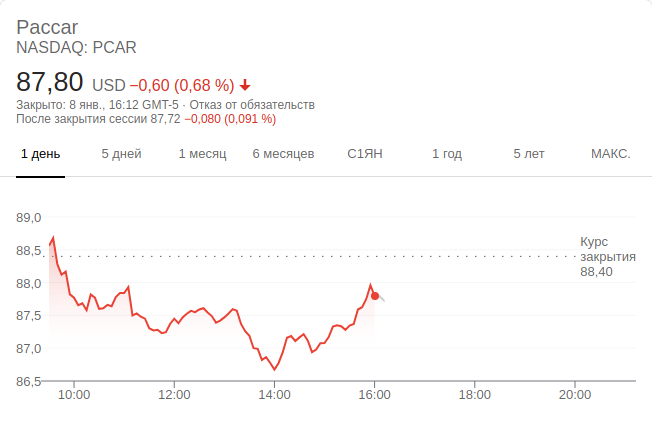 Paccar
NASDAQ: PCAR
87,80 USD −0,60 (0,68 %)
Закрыто: 8 янв., 16:12 GMT-5 · Отказ от обязательств
После закрытия сессии 87,72 −0,080 (0,091 %)
1 день 5 дней 1 месяц 6 месяцев С1ЯН 1 год 5 лет МАКС.
89,0
88,5
88,0
87,5
87,0
86,5
Курс
закрытия
88,40
10:00 12:00 14:00 16:00 18:00 20:00